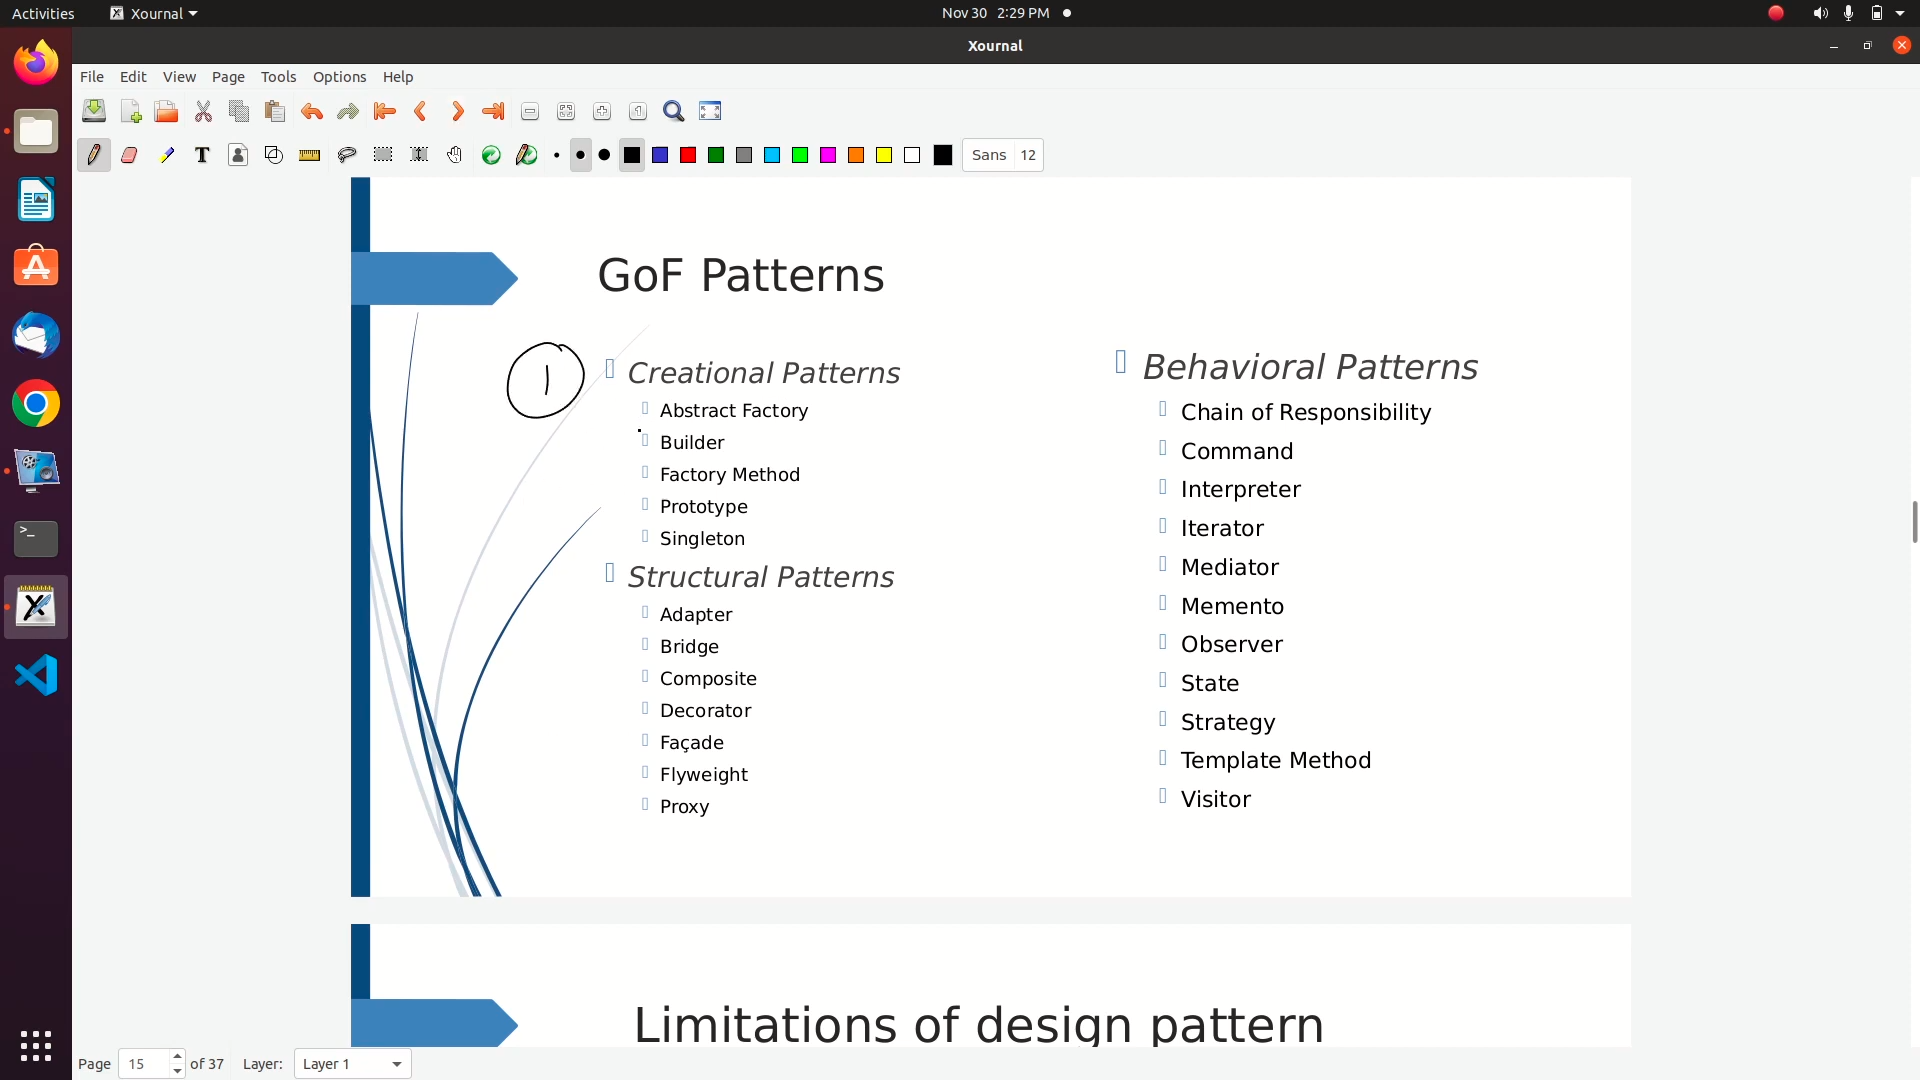 Activities
Xournal
Nov 30 2:29 PM
Xournal
File Edit View Page Tools Options Help
T
Sans 12
GoF Patterns
1
Creational Patterns
Abstract Factory
Builder
Factory Method
Prototype
Singleton
Structural Patterns
Adapter
Bridge
Composite
Decorator
Façade
Flyweight
Proxy
Behavioral Patterns
Chain of Responsibility
Command
Interpreter
Iterator
Mediator
Memento
Observer
State
Strategy
Template Method
Visitor
Limitations of design pattern
Page 15 of 37 Layer: Layer 1